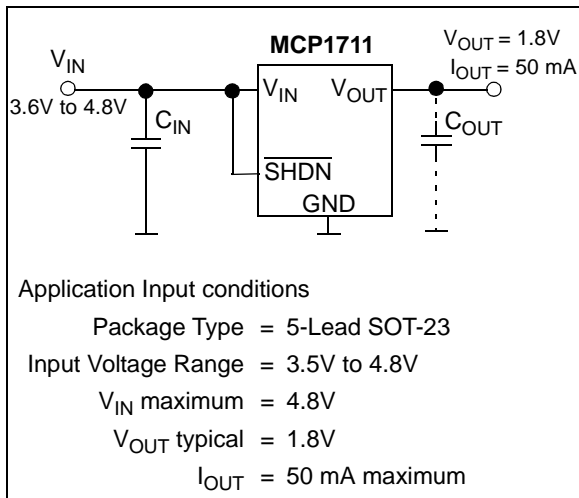 MCP1711
V_OUT = 1.8V
I_OUT = 50 mA
V_IN
3.6V to 4.8V
C_IN
V_IN V_OUT
C_OUT
SHDN
GND
Application Input conditions
Package Type = 5-Lead SOT-23
Input Voltage Range = 3.5V to 4.8V
V_IN maximum = 4.8V
V_OUT typical = 1.8V
I_OUT = 50 mA maximum